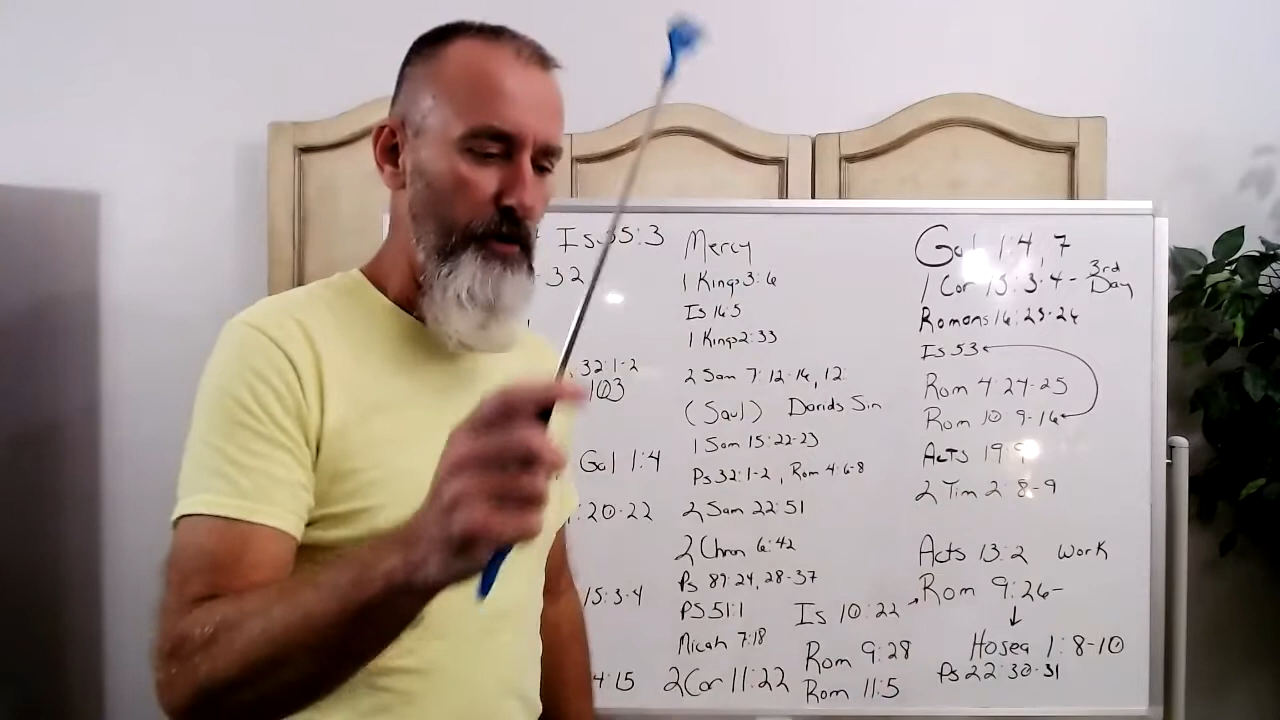 Is 55:3
32
32:1-2
103
Gal 1:4
:20-22
15:3-4
4:15
Mercy
1 Kings 3:6
Is 16:5
1 Kings 2:33
2 Sam 7:12-16, 12:
(Saul) Davids Sin
1 Sam 15:22-23
Ps 32:1-2, Rom 4:6-8
2 Sam 22:51
2 Chron 6:42
Ps 89:24, 28-37
PS 51:1
Micah 7:18
2 Cor 11:22
Is 10:22
Rom 9:28
Rom 11:5
Gal 1:4, 7
1 Cor 15:3-4 - 3rd Day
Romans 16:25-26
Is 53
Rom 4:24-25
Rom 10 9-16
Acts 19:9
2 Tim 2:8-9
Acts 13:2 Work
Rom 9:26-
Hosea 1:8-10
Ps 22:30-31